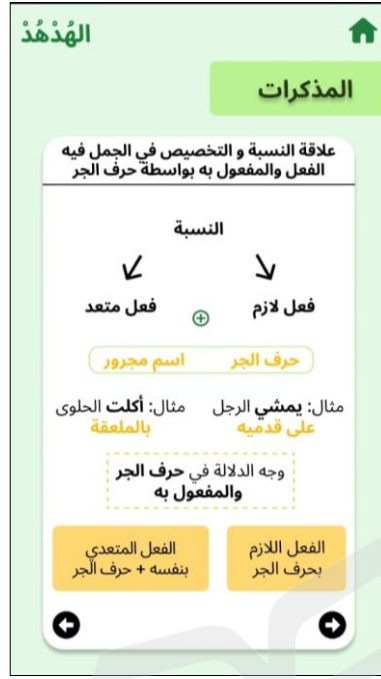 الهُدْهُدْ
المذكرات
علاقة النسبة و التخصيص في الجمل فيه
الفعل والمفعول به بواسطة حرف الجر
النسبة
فعل لازم
فعل متعد
حرف الجر
اسم مجرور
مثال: يمشي الرجل
على قدميه
مثال: أكلت الحلوى
بالملعقة
وجه الدلالة في حرف الجر
والمفعول به
الفعل اللازم
بحرف الجر
الفعل المتعدي
بنفسه + حرف الجر